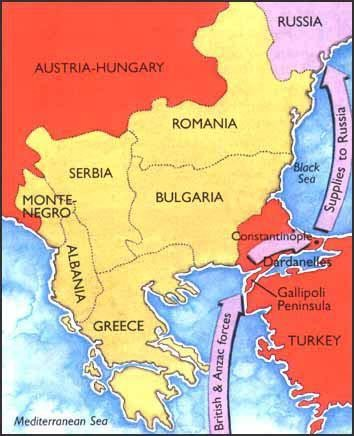 RUSSIA
AUSTRIA-HUNGARY
ROMANIA
Black
Sea
Supplies to Russia
SERBIA
BULGARIA
MONTE-
NEGRO
ALBANIA
Constantinople
Dardanelles
Gallipoli
Peninsula
GREECE
TURKEY
British & Anzac forces
Mediterranean Sea